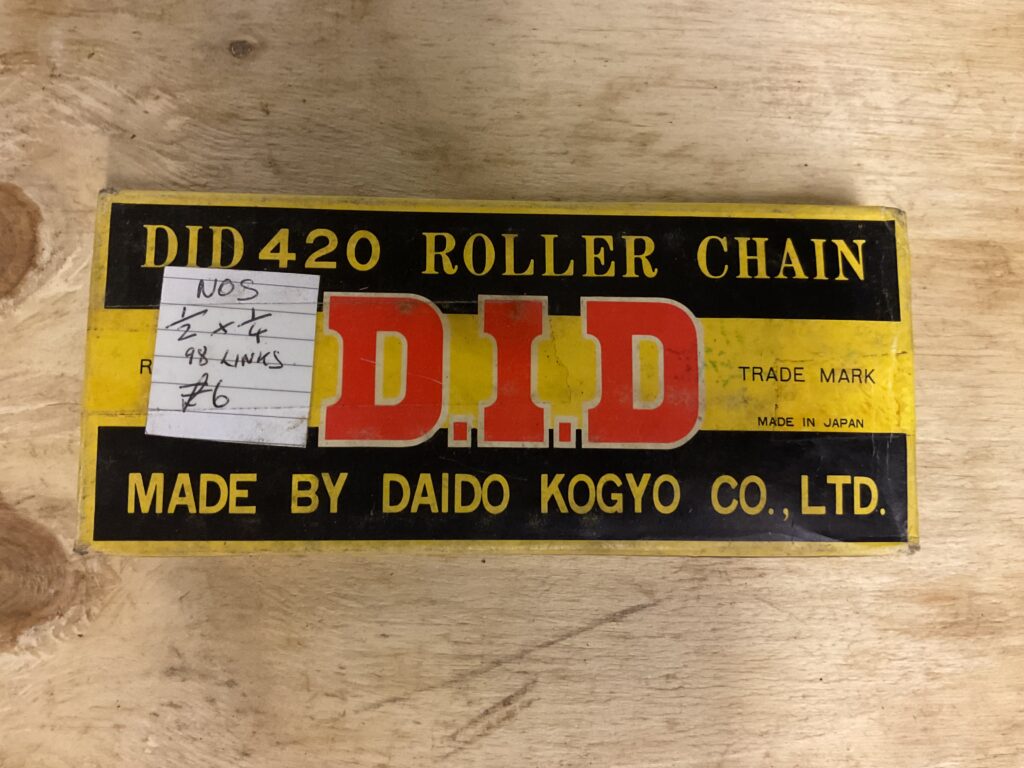 DID 420 ROLLER CHAIN
NOS
1/2 x 1/4
98 LINKS
£6
D.I.D
TRADE MARK
MADE IN JAPAN
MADE BY DAIDO KOGYO CO., LTD.